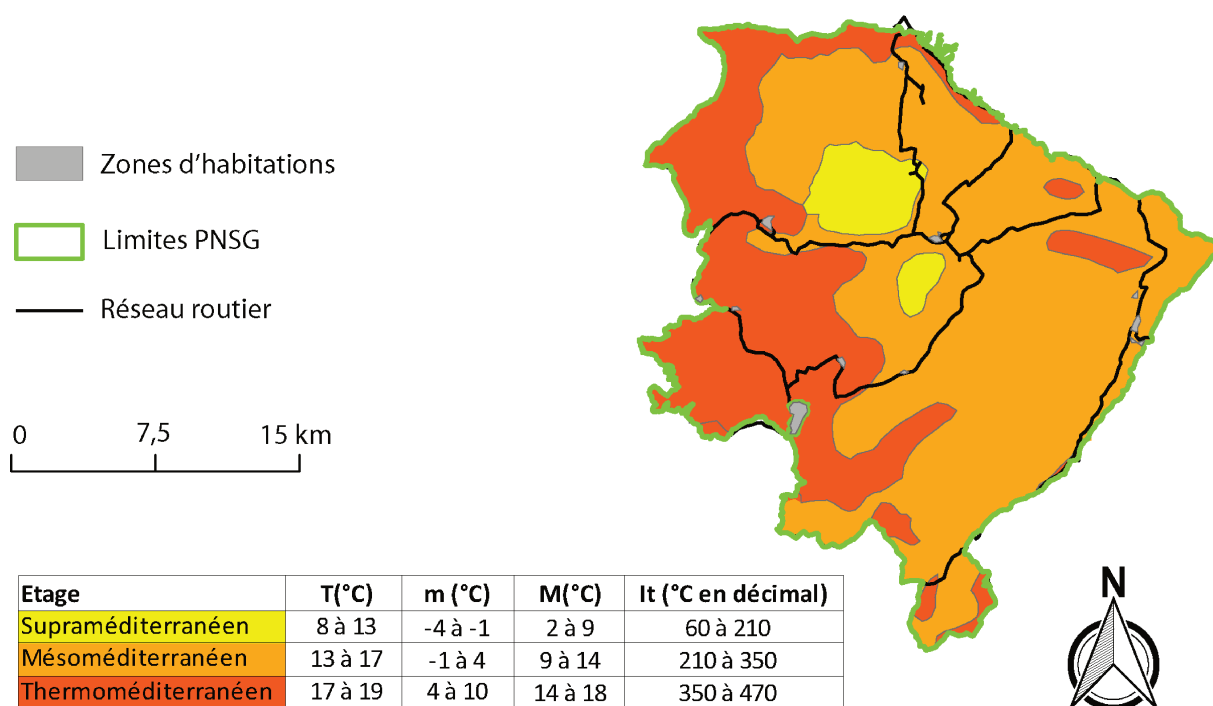 Zones d'habitations
Limites PNSG
Réseau routier
0 7,5 15 km
N
Etage T(°C) m (°C) M(°C) It (°C en décimal)
Supraméditerranéen 8 à 13 -4 à -1 2 à 9 60 à 210
Mésoméditerranéen 13 à 17 -1 à 4 9 à 14 210 à 350
Thermoméditerranéen 17 à 19 4 à 10 14 à 18 350 à 470